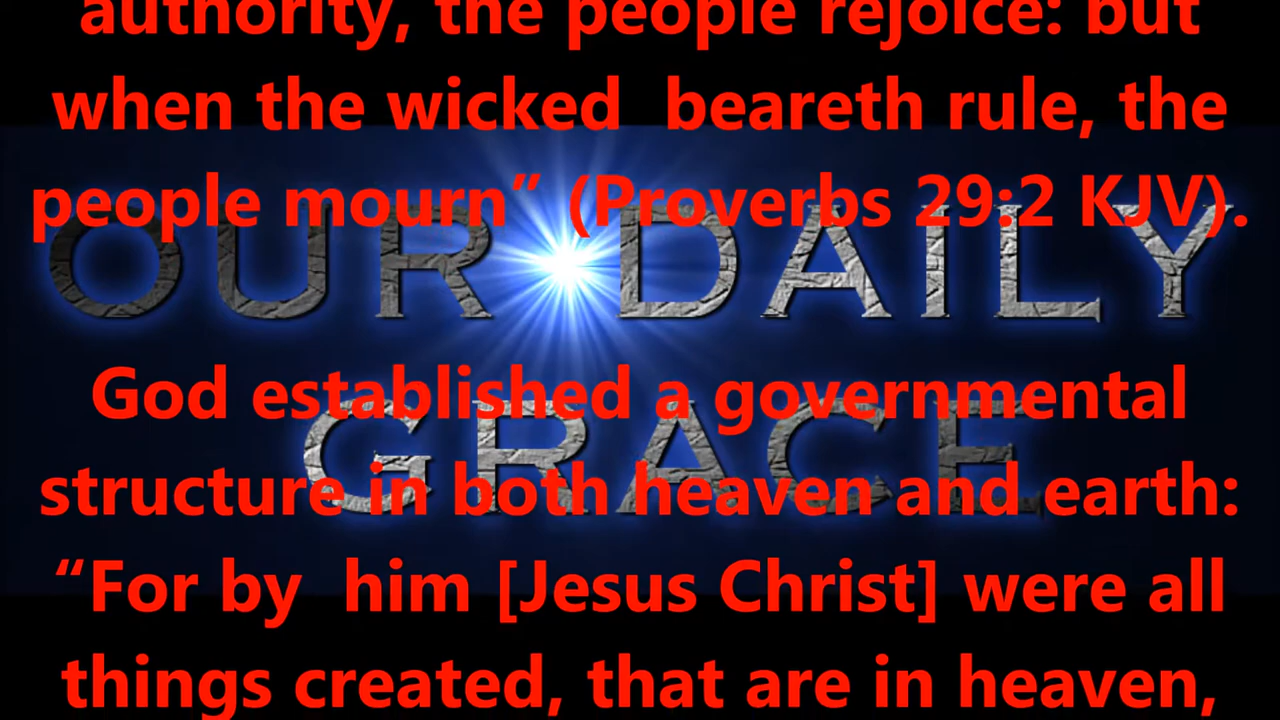 authority, the people rejoice: but
when the wicked  beareth rule, the
people mourn”  (Proverbs 29:2 KJV).
OUR DAILY
God established a governmental
GRACE
structure in both heaven and earth:
“For by  him [Jesus Christ] were all
things created, that are in heaven,